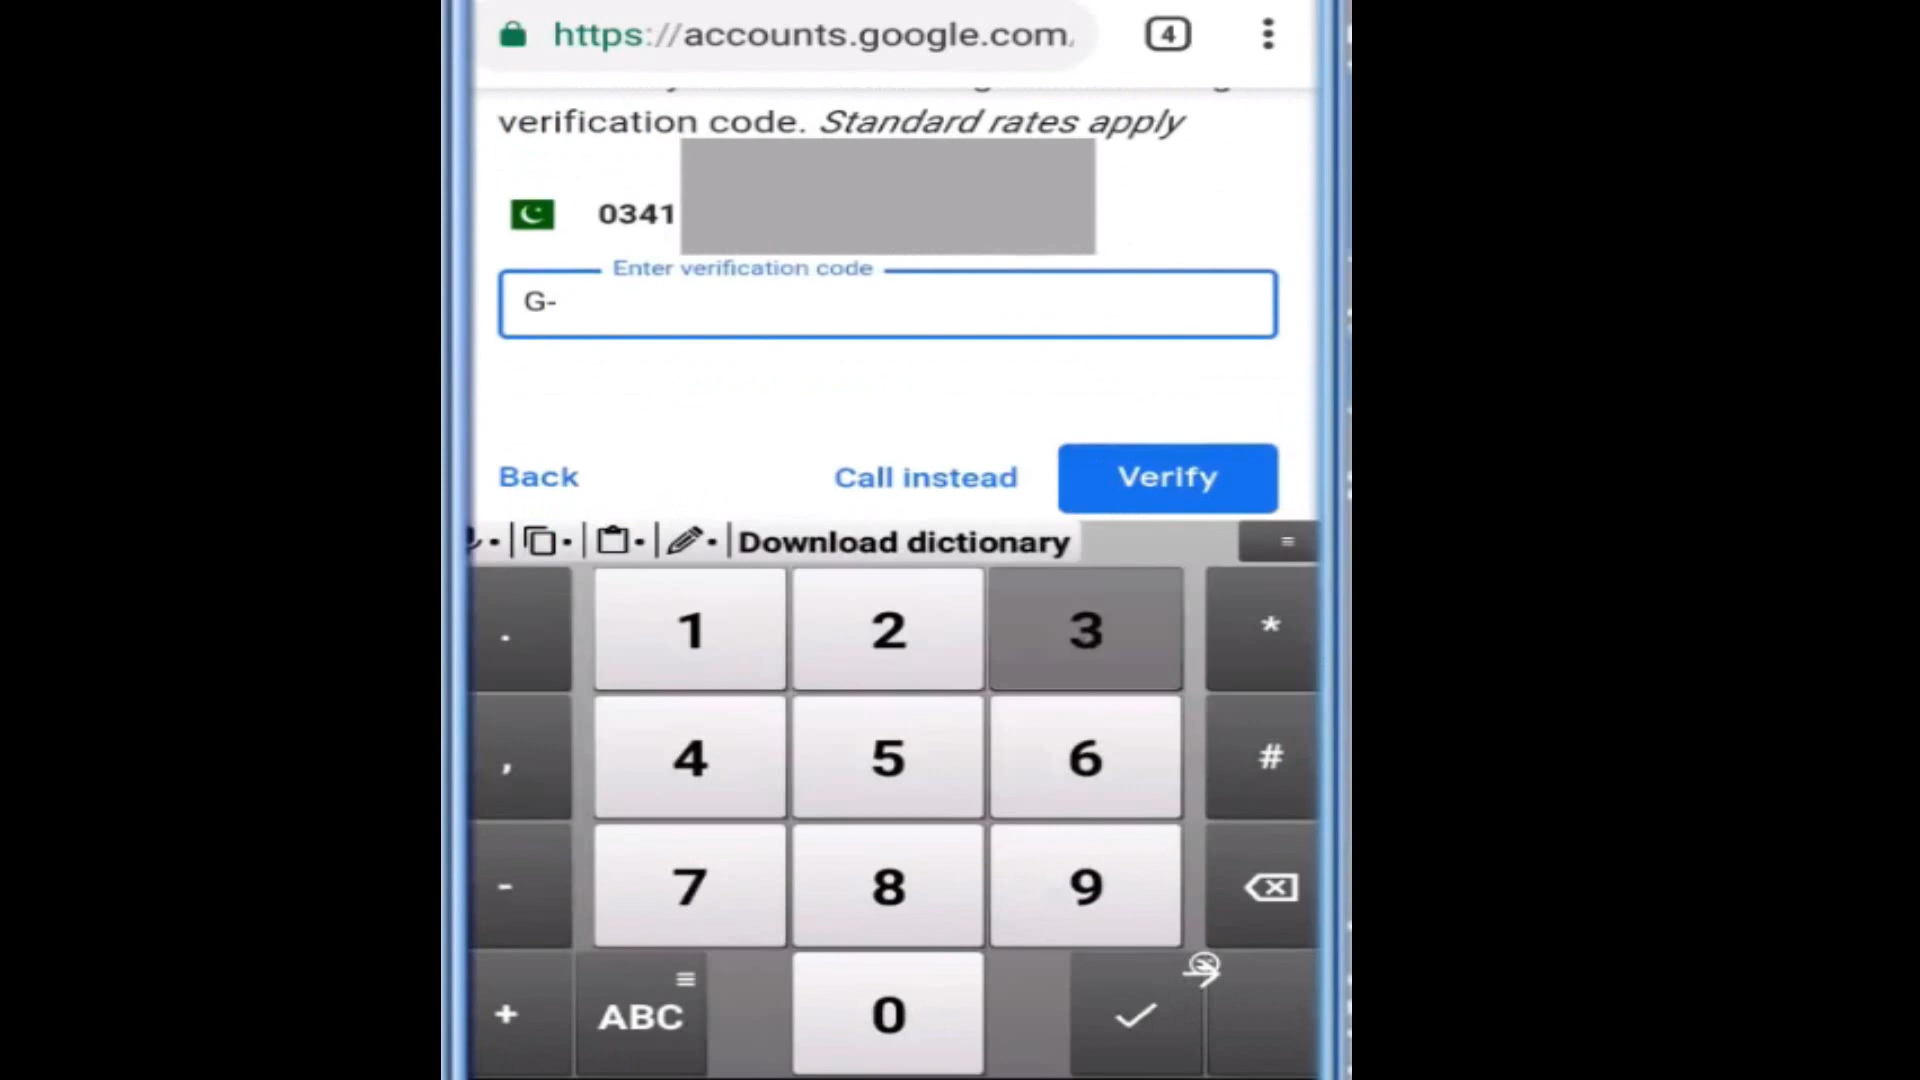 https://accounts.google.com
4
verification code. Standard rates apply
0341
Enter verification code
G-
Back
Call instead
Verify
Download dictionary
. 1 2 3 *
, 4 5 6 #
- 7 8 9
+ ABC 0